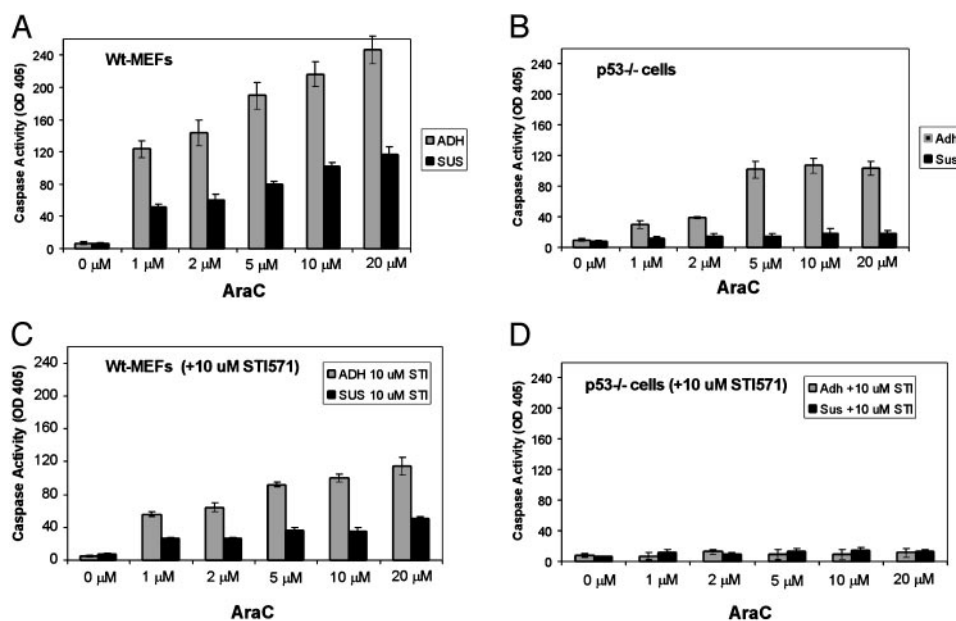 A
Wt-MEFs
Caspase Activity (OD 405)
240
200
160
120
80
40
0
ADH
SUS
0 µM 1 µM 2 µM 5 µM 10 µM 20 µM
AraC
B
p53-/- cells
Caspase Activity (OD 405)
240
200
160
120
80
40
0
Adh
Sus
0 µM 1 µM 2 µM 5 µM 10 µM 20 µM
AraC
C
Wt-MEFs (+10 uM STI571)
Caspase Activity (OD 405)
240
200
160
120
80
40
0
ADH 10 uM STI
SUS 10 uM STI
0 µM 1 µM 2 µM 5 µM 10 µM 20 µM
AraC
D
p53-/- cells (+10 uM STI571)
Caspase Activity (OD 405)
240
200
160
120
80
40
0
Adh +10 uM STI
Sus +10 uM STI
0 µM 1 µM 2 µM 5 µM 10 µM 20 µM
AraC